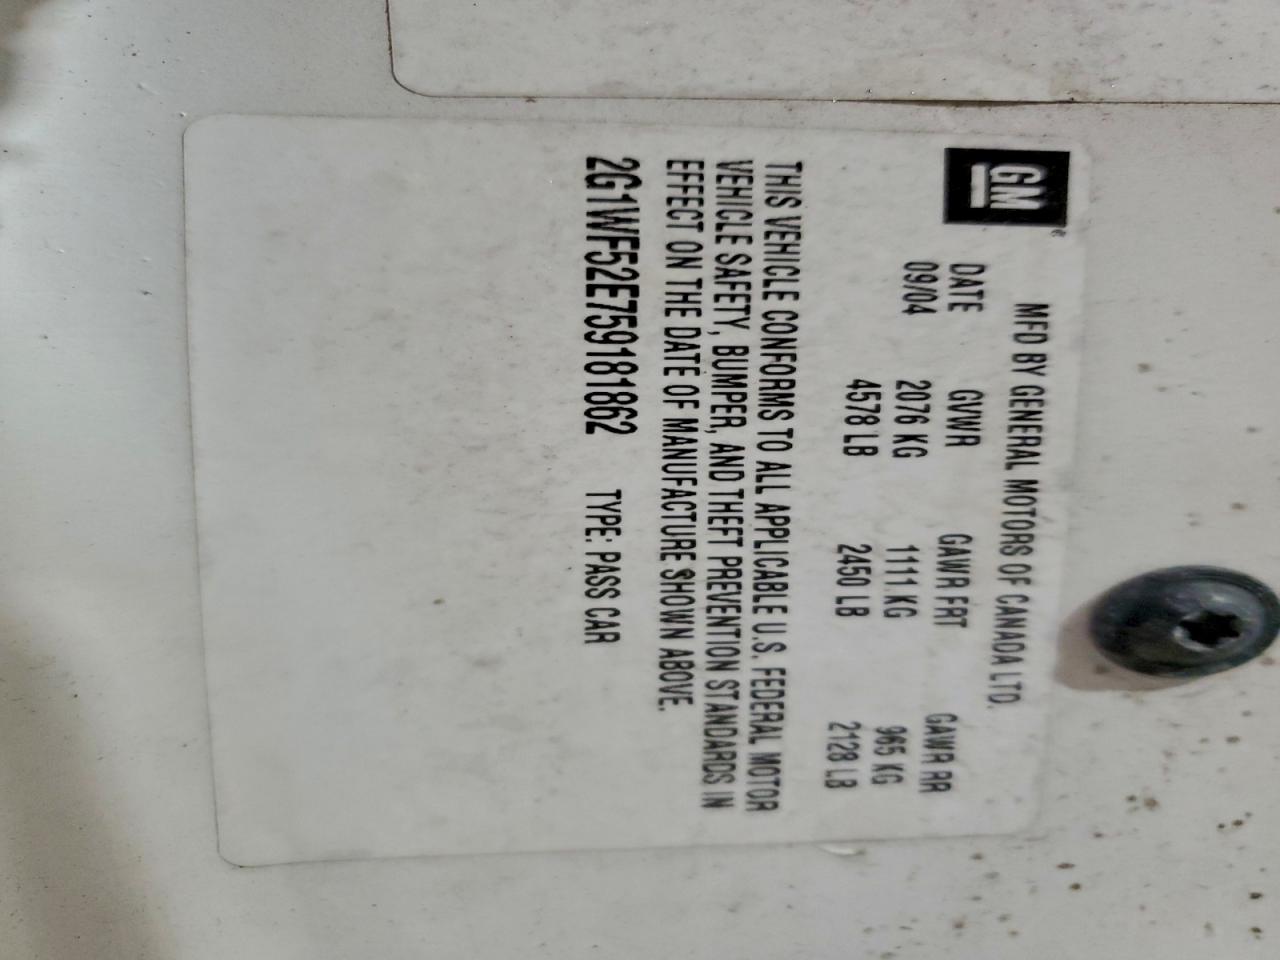 GM
MFD BY GENERAL MOTORS OF CANADA LTD.
DATE GVWR GAWR FRT GAWR RR
09/04 2076 KG 1111 KG 965 KG
4578 LB 2450 LB 2128 LB
THIS VEHICLE CONFORMS TO ALL APPLICABLE U.S. FEDERAL MOTOR
VEHICLE SAFETY, BUMPER, AND THEFT PREVENTION STANDARDS IN
EFFECT ON THE DATE OF MANUFACTURE SHOWN ABOVE.
2G1WF52E759181862 TYPE: PASS CAR